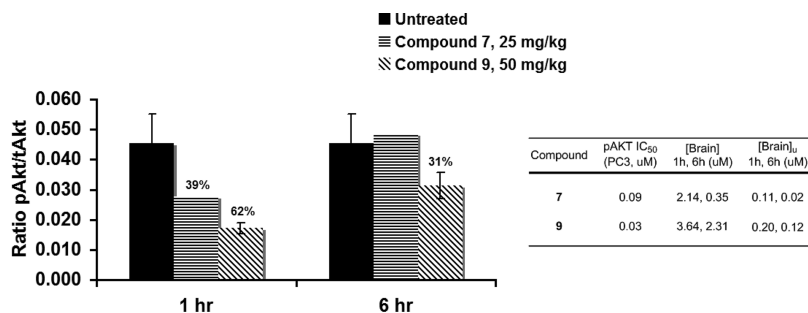 Untreated
Compound 7, 25 mg/kg
Compound 9, 50 mg/kg
Ratio pAkt/tAkt
0.060
0.050
0.040
0.030
0.020
0.010
0.000
39%
62%
31%
1 hr
6 hr
Compound pAKT IC50 (PC3, uM) [Brain] 1h, 6h (uM) [Brain]u 1h, 6h (uM)
7 0.09 2.14, 0.35 0.11, 0.02
9 0.03 3.64, 2.31 0.20, 0.12